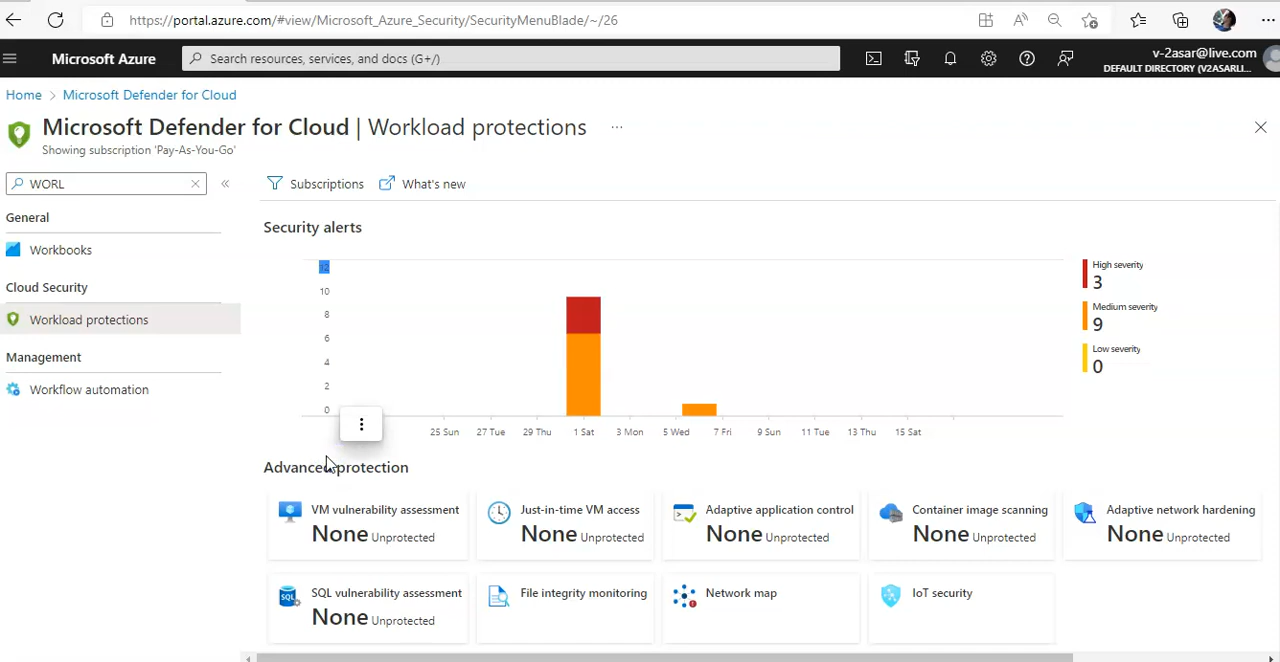 https://portal.azure.com/#view/Microsoft_Azure_Security/SecurityMenuBlade/~/26
Microsoft Azure
Search resources, services, and docs (G+/)
v-2asar@live.com
DEFAULT DIRECTORY (V2ASARLI...
Home > Microsoft Defender for Cloud
Microsoft Defender for Cloud | Workload protections ...
Showing subscription 'Pay-As-You-Go'
WORL
Subscriptions
What's new
General
Workbooks
Cloud Security
Workload protections
Management
Workflow automation
Security alerts
12
10
8
6
4
2
0
25 Sun 27 Tue 29 Thu 1 Sat 3 Mon 5 Wed 7 Fri 9 Sun 11 Tue 13 Thu 15 Sat
High severity
3
Medium severity
9
Low severity
0
Advanced protection
VM vulnerability assessment
None Unprotected
Just-in-time VM access
None Unprotected
Adaptive application control
None Unprotected
Container image scanning
None Unprotected
Adaptive network hardening
None Unprotected
SQL vulnerability assessment
None Unprotected
File integrity monitoring
Network map
IoT security